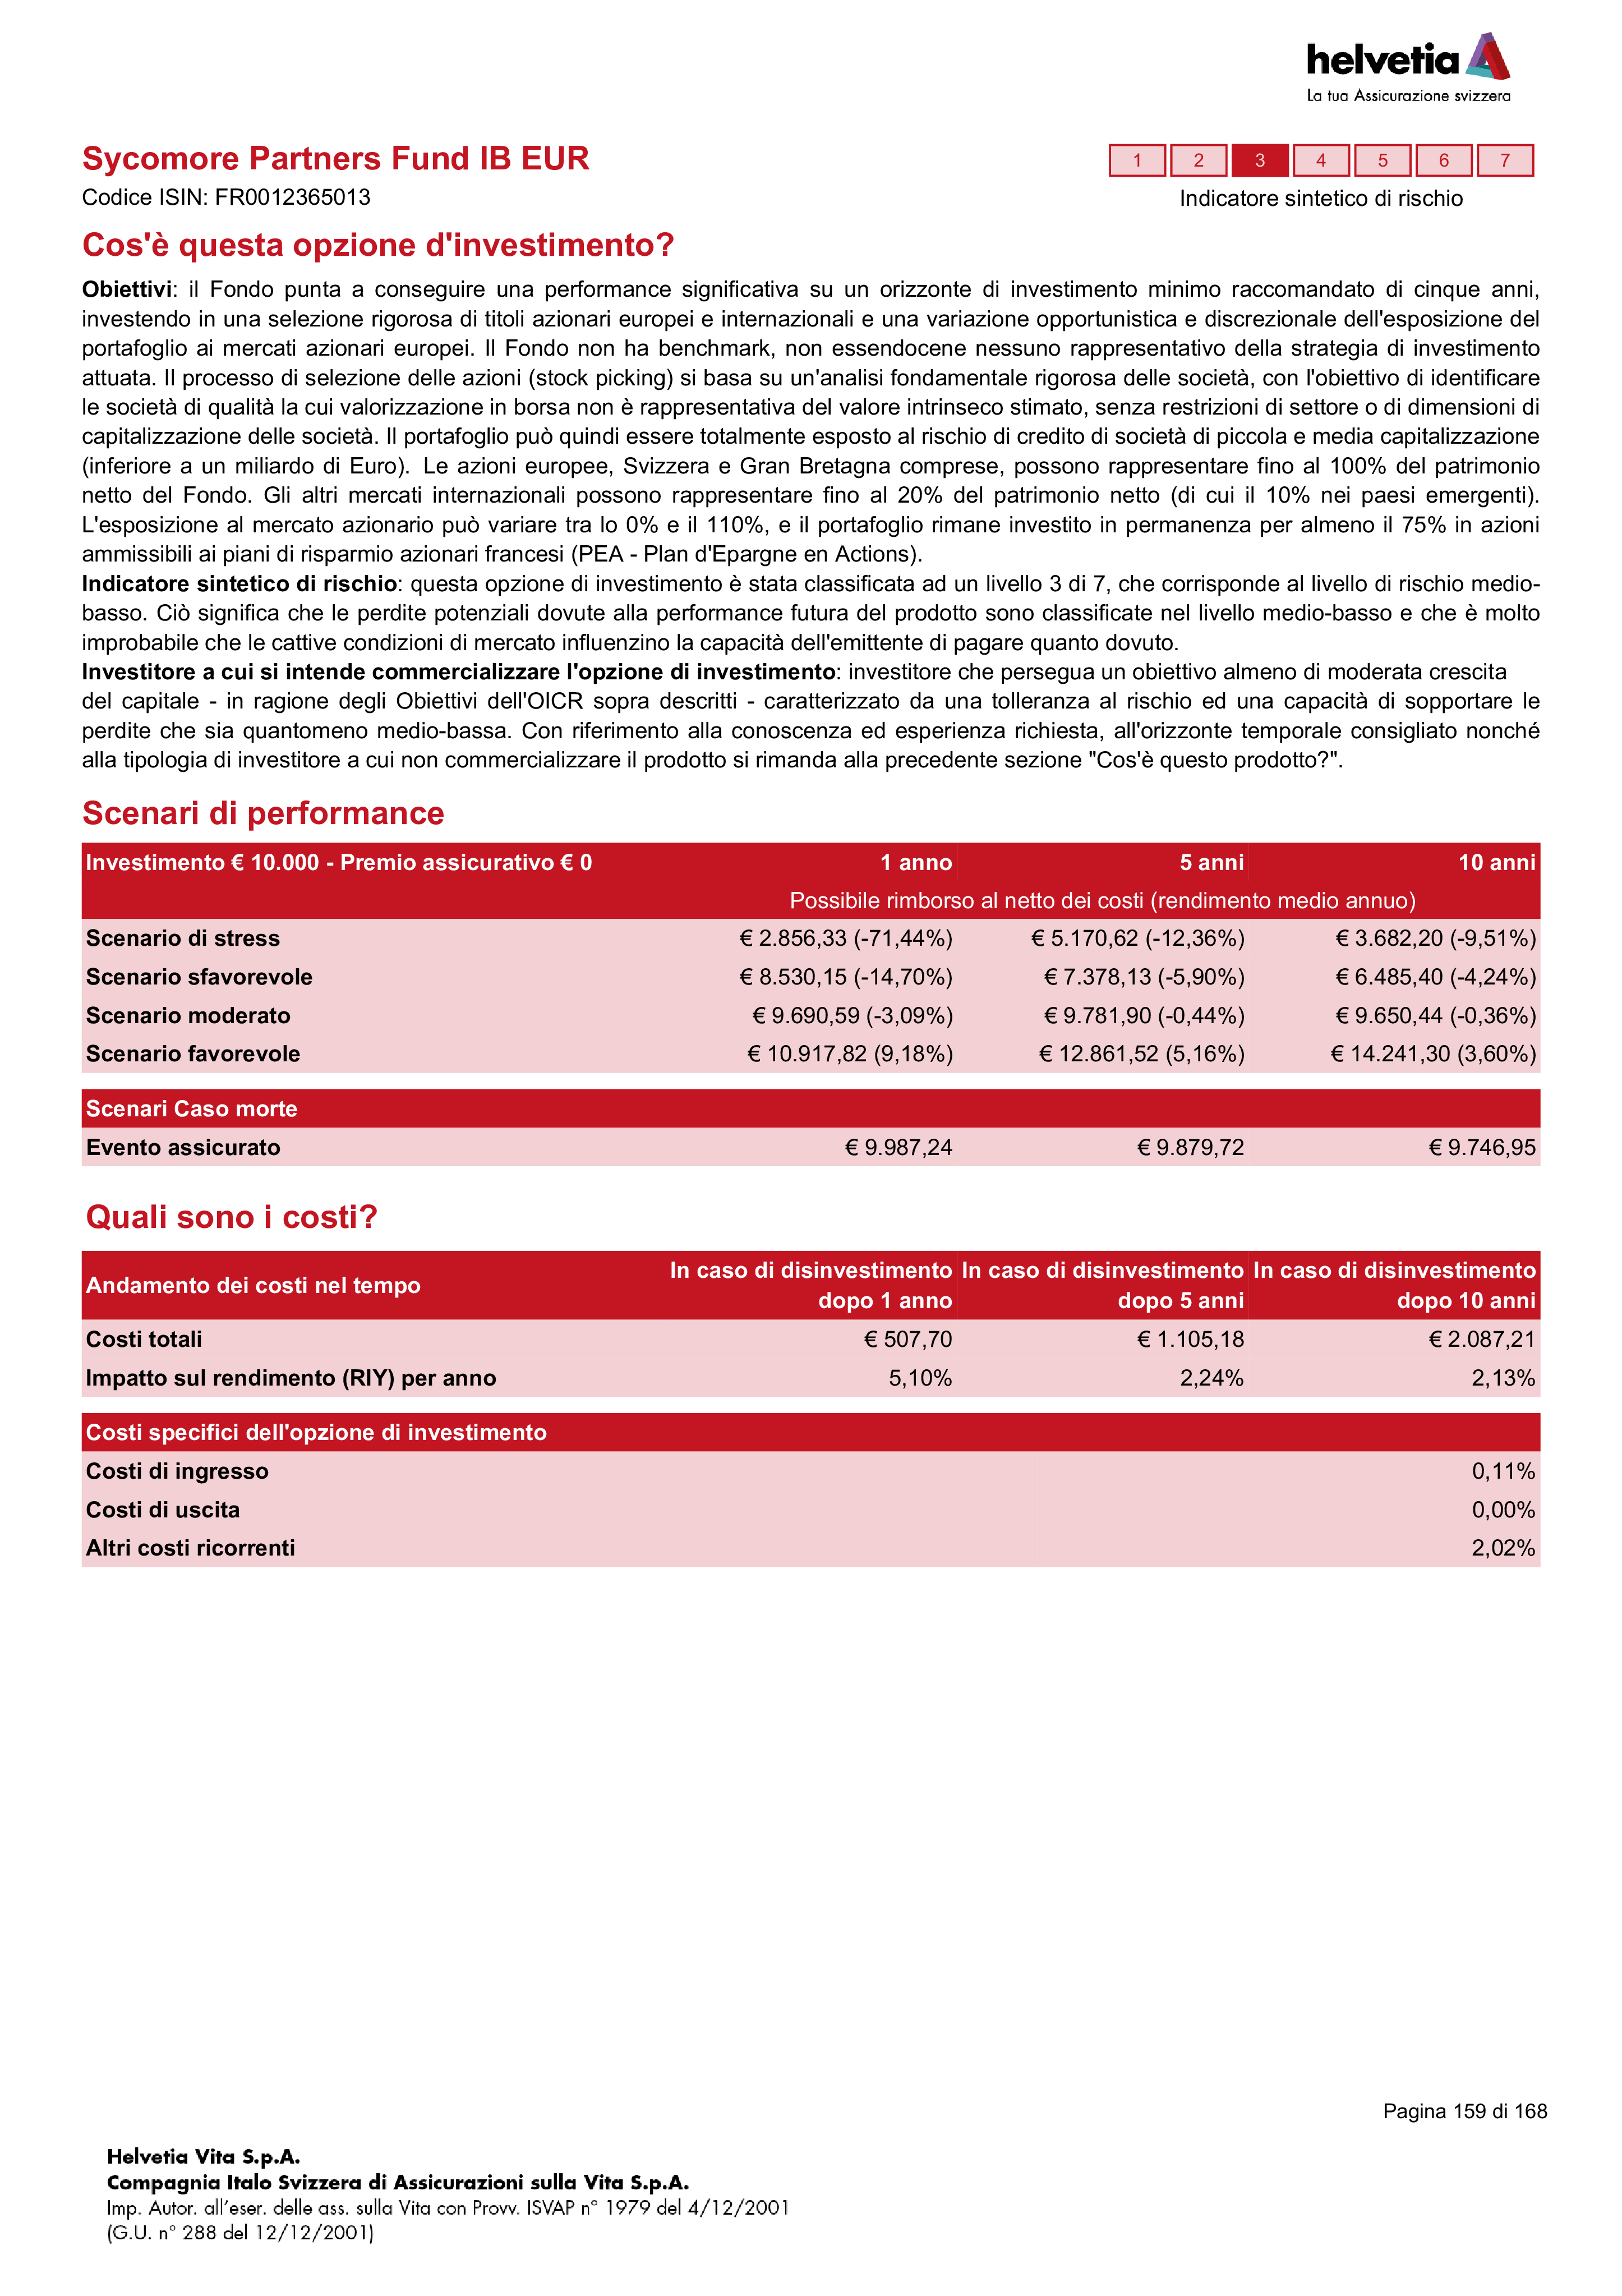 helvetia
La tua Assicurazione svizzera
Sycomore Partners Fund IB EUR
1 2 3 4 5 6 7
Codice ISIN: FR0012365013
Indicatore sintetico di rischio
Cos'è questa opzione d'investimento?
Obiettivi: il Fondo punta a conseguire una performance significativa su un orizzonte di investimento minimo raccomandato di cinque anni,
investendo in una selezione rigorosa di titoli azionari europei e internazionali e una variazione opportunistica e discrezionale dell'esposizione del
portafoglio ai mercati azionari europei. Il Fondo non ha benchmark, non essendocene nessuno rappresentativo della strategia di investimento
attuata. Il processo di selezione delle azioni (stock picking) si basa su un'analisi fondamentale rigorosa delle società, con l'obiettivo di identificare
le società di qualità la cui valorizzazione in borsa non è rappresentativa del valore intrinseco stimato, senza restrizioni di settore o di dimensioni di
capitalizzazione delle società. Il portafoglio può quindi essere totalmente esposto al rischio di credito di società di piccola e media capitalizzazione
(inferiore a un miliardo di Euro). Le azioni europee, Svizzera e Gran Bretagna comprese, possono rappresentare fino al 100% del patrimonio
netto del Fondo. Gli altri mercati internazionali possono rappresentare fino al 20% del patrimonio netto (di cui il 10% nei paesi emergenti).
L'esposizione al mercato azionario può variare tra lo 0% e il 110%, e il portafoglio rimane investito in permanenza per almeno il 75% in azioni
ammissibili ai piani di risparmio azionari francesi (PEA - Plan d'Epargne en Actions).
Indicatore sintetico di rischio: questa opzione di investimento è stata classificata ad un livello 3 di 7, che corrisponde al livello di rischio medio-
basso. Ciò significa che le perdite potenziali dovute alla performance futura del prodotto sono classificate nel livello medio-basso e che è molto
improbabile che le cattive condizioni di mercato influenzino la capacità dell'emittente di pagare quanto dovuto.
Investitore a cui si intende commercializzare l'opzione di investimento: investitore che persegua un obiettivo almeno di moderata crescita
del capitale - in ragione degli Obiettivi dell'OICR sopra descritti - caratterizzato da una tolleranza al rischio ed una capacità di sopportare le
perdite che sia quantomeno medio-bassa. Con riferimento alla conoscenza ed esperienza richiesta, all'orizzonte temporale consigliato nonché
alla tipologia di investitore a cui non commercializzare il prodotto si rimanda alla precedente sezione "Cos'è questo prodotto?".
Scenari di performance
Investimento € 10.000 - Premio assicurativo € 0 1 anno 5 anni 10 anni
Possibile rimborso al netto dei costi (rendimento medio annuo)
Scenario di stress € 2.856,33 (-71,44%) € 5.170,62 (-12,36%) € 3.682,20 (-9,51%)
Scenario sfavorevole € 8.530,15 (-14,70%) € 7.378,13 (-5,90%) € 6.485,40 (-4,24%)
Scenario moderato € 9.690,59 (-3,09%) € 9.781,90 (-0,44%) € 9.650,44 (-0,36%)
Scenario favorevole € 10.917,82 (9,18%) € 12.861,52 (5,16%) € 14.241,30 (3,60%)
Scenari Caso morte
Evento assicurato € 9.987,24 € 9.879,72 € 9.746,95
Quali sono i costi?
Andamento dei costi nel tempo In caso di disinvestimento In caso di disinvestimento In caso di disinvestimento
dopo 1 anno dopo 5 anni dopo 10 anni
Costi totali € 507,70 € 1.105,18 € 2.087,21
Impatto sul rendimento (RIY) per anno 5,10% 2,24% 2,13%
Costi specifici dell'opzione di investimento
Costi di ingresso 0,11%
Costi di uscita 0,00%
Altri costi ricorrenti 2,02%
Pagina 159 di 168
Helvetia Vita S.p.A.
Compagnia Italo Svizzera di Assicurazioni sulla Vita S.p.A.
Imp. Autor. all'eser. delle ass. sulla Vita con Provv. ISVAP n° 1979 del 4/12/2001
(G.U. n° 288 del 12/12/2001)